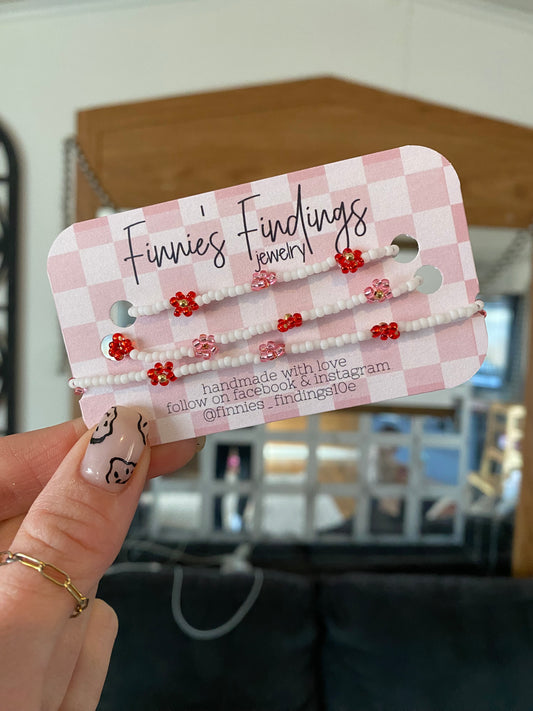 Finnie's Findings
jewelry
handmade with love
follow on facebook & instagram
@finnies_findings10e